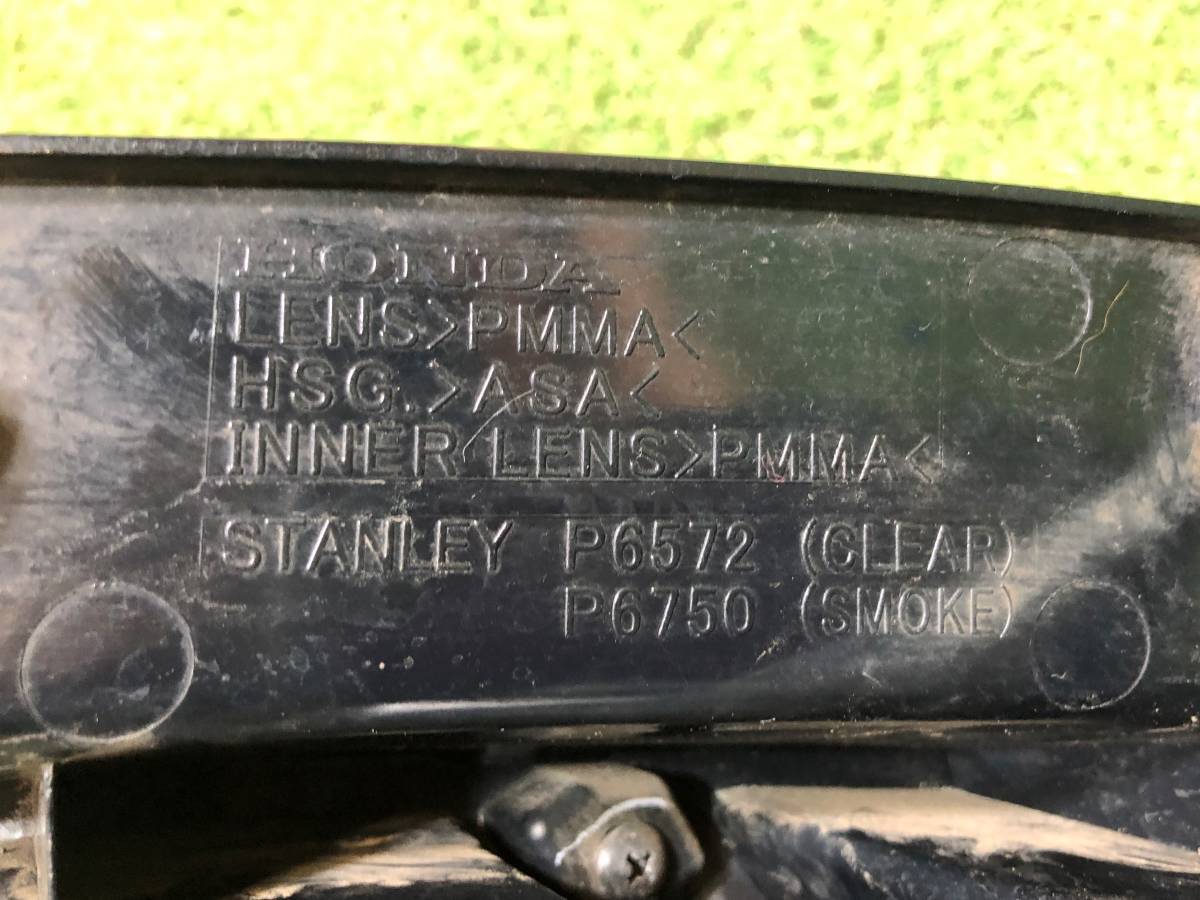 HONDA
LENS>PMMA<
HSG.>ASA<
INNER LENS>PMMA<
STANLEY P6572 (CLEAR)
P6750 (SMOKE)